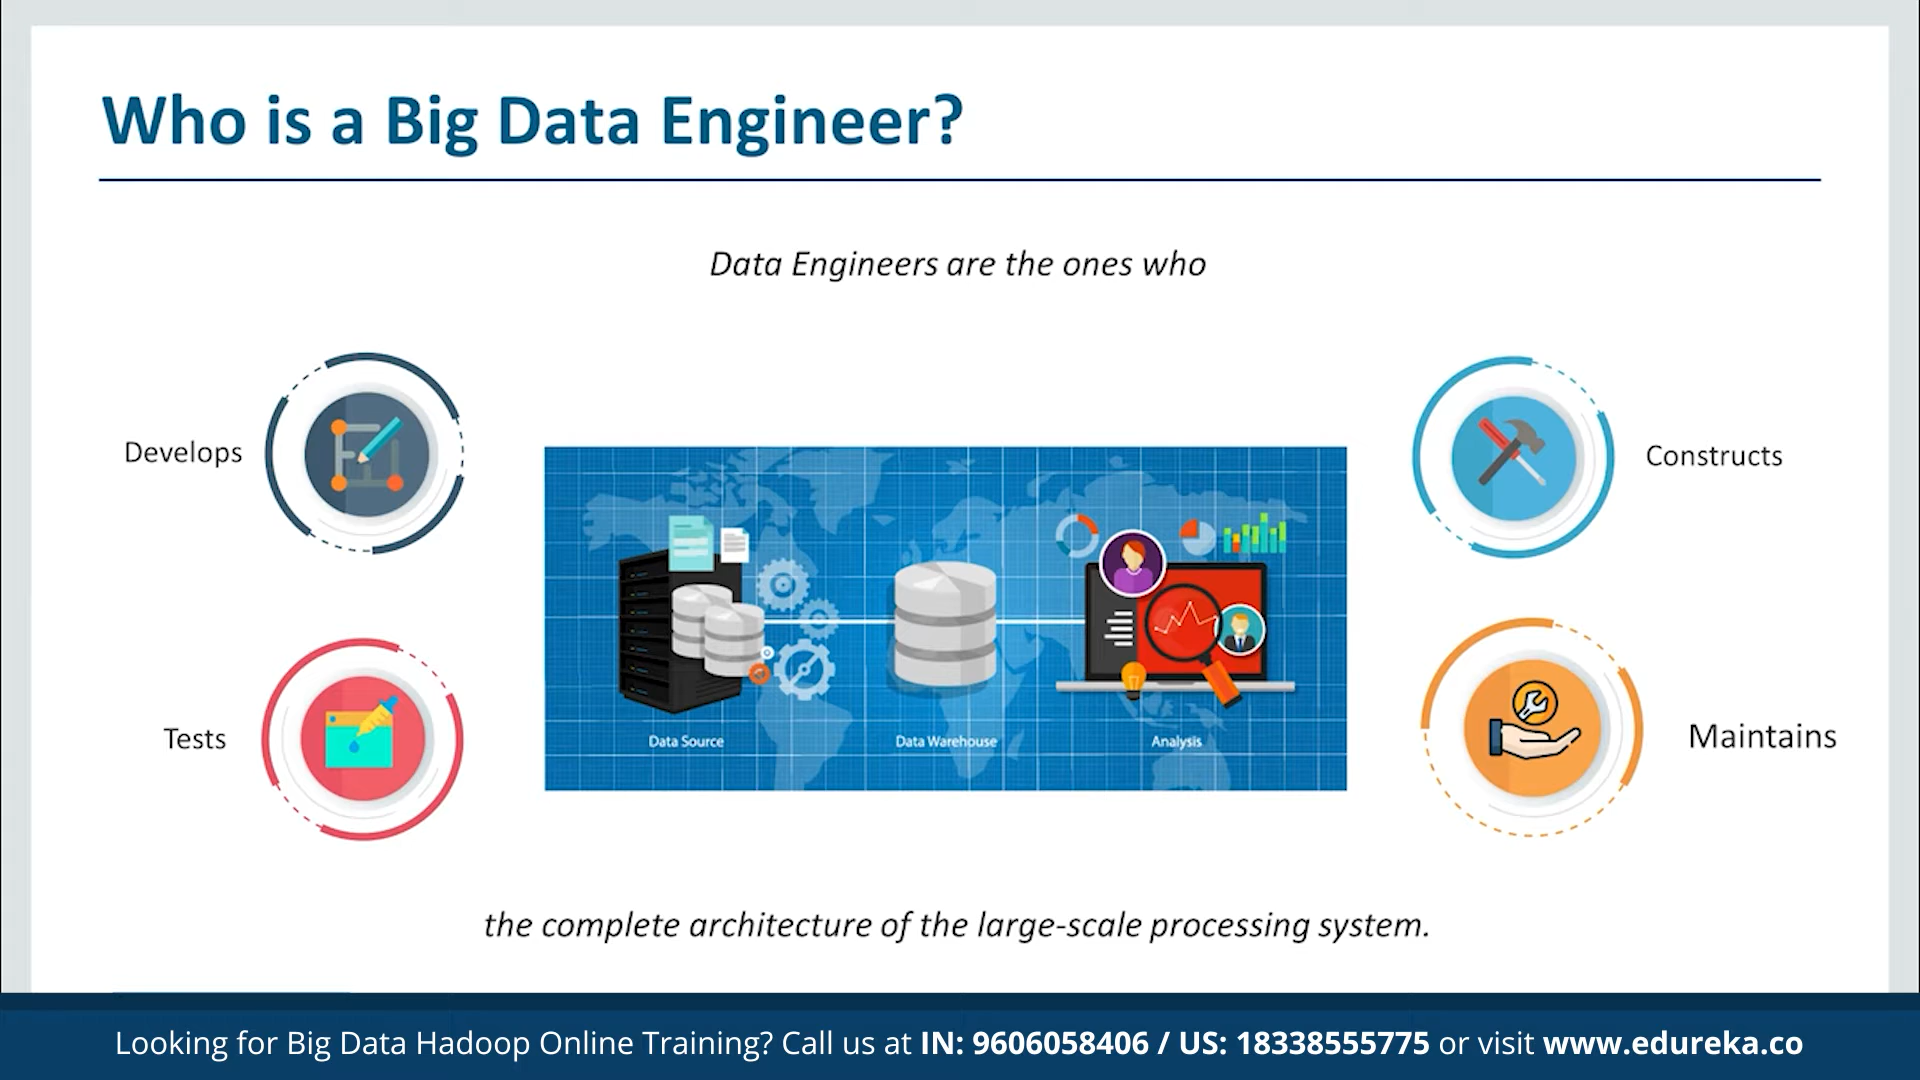 Who is a Big Data Engineer?
Data Engineers are the ones who
Develops
Constructs
Tests
Maintains
Data Source
Data Warehouse
Analysis
the complete architecture of the large-scale processing system.
Looking for Big Data Hadoop Online Training? Call us at IN: 9606058406 / US: 18338555775 or visit www.edureka.co